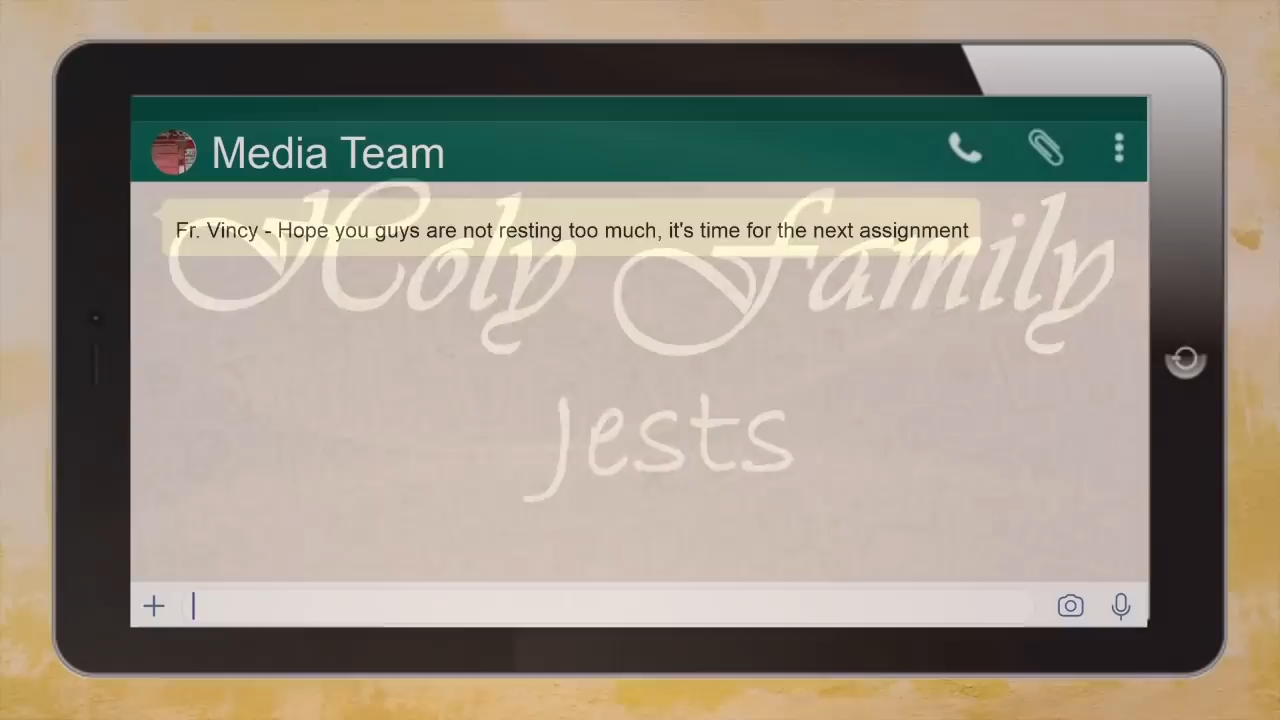 Media Team
Fr. Vincy - Hope you guys are not resting too much, it's time for the next assignment
Holy Family
Jests